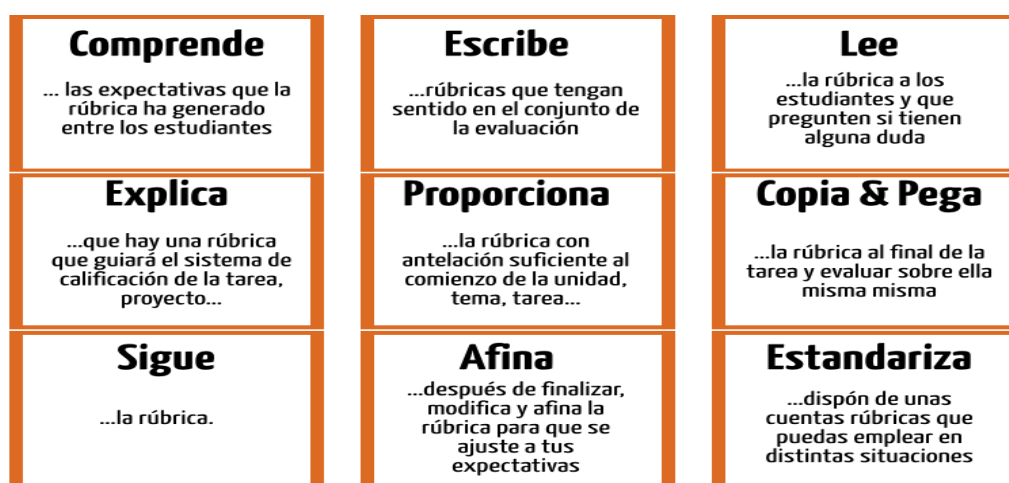 Comprende
... las expectativas que la
rúbrica ha generado
entre los estudiantes
Escribe
...rúbricas que tengan
sentido en el conjunto de
la evaluación
Lee
...la rúbrica a los
estudiantes y que
pregunten si tienen
alguna duda
Explica
...que hay una rúbrica
que guiará el sistema de
calificación de la tarea,
proyecto...
Proporciona
...la rúbrica con
antelación suficiente al
comienzo de la unidad,
tema, tarea...
Copia & Pega
...la rúbrica al final de la
tarea y evaluar sobre ella
misma misma
Sigue
...la rúbrica.
Afina
...después de finalizar,
modifica y afina la
rúbrica para que se
ajuste a tus
expectativas
Estandariza
...dispón de unas
cuentas rúbricas que
puedas emplear en
distintas situaciones